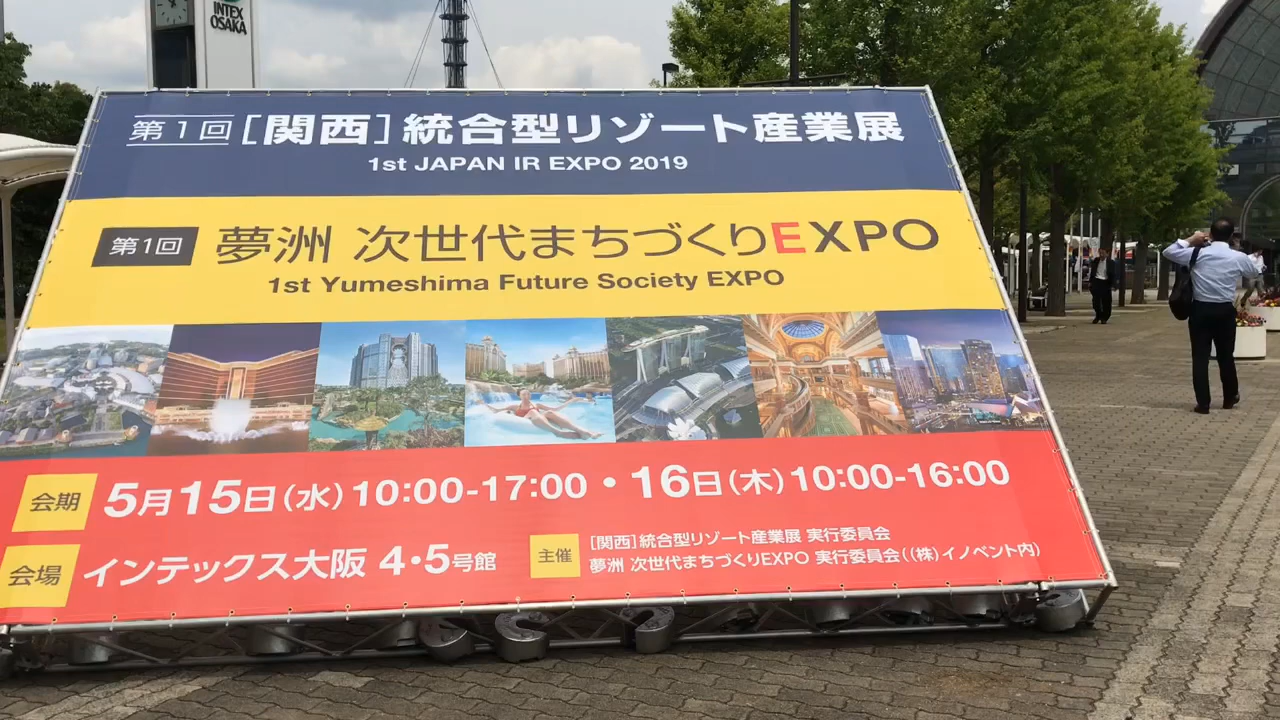 INTEX
OSAKA
第1回[関西]統合型リゾート産業展
1st JAPAN IR EXPO 2019
第1回 夢洲 次世代まちづくりEXPO
1st Yumeshima Future Society EXPO
会期 5月15日(水)10:00-17:00・16日(木)10:00-16:00
会場 インテックス大阪 4・5号館
主催 [関西]統合型リゾート産業展 実行委員会
夢洲 次世代まちづくりEXPO 実行委員会((株)イノベント内)